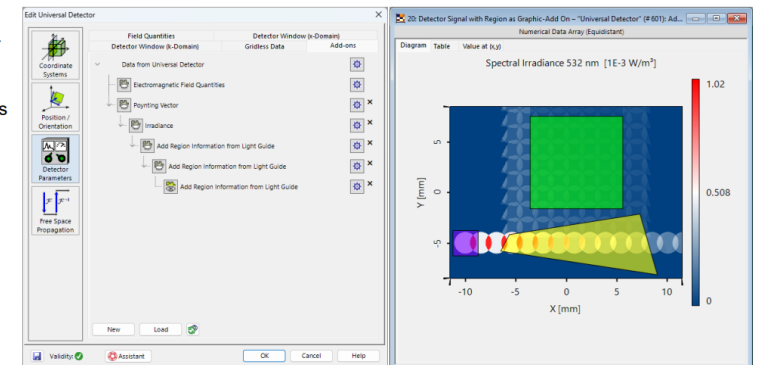 s
Edit Universal Detector
Coordinate
Systems
Position /
Orientation
Detector
Parameters
Free Space
Propagation
Field Quantities
Detector Window (x-Domain)
Detector Window (k-Domain)
Gridless Data
Add-ons
Data from Universal Detector
Electromagnetic Field Quantities
Poynting Vector
Irradiance
Add Region Information from Light Guide
Add Region Information from Light Guide
Add Region Information from Light Guide
New
Load
Validity:
Assistant
OK
Cancel
Help
20: Detector Signal with Region as Graphic-Add On – "Universal Detector" (# 601): Ad...
Numerical Data Array (Equidistant)
Diagram
Table
Value at (x,y)
Spectral Irradiance 532 nm [1E-3 W/m²]
1.02
0.508
0
Y [mm]
5
0
-5
-10
-5
0
5
10
X [mm]